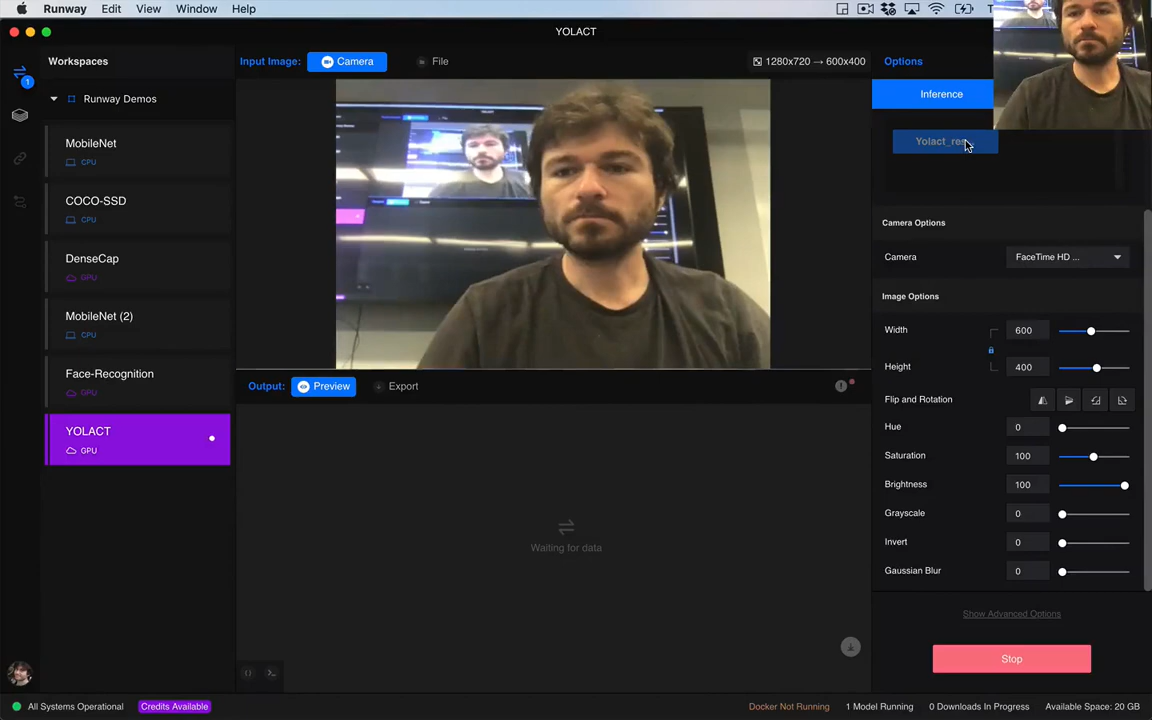 Runway File Edit View Window Help
YOLACT
Workspaces
Input Image: Camera File
1280x720 → 600x400
Options
1
Runway Demos
Inference
MobileNet
CPU
COCO-SSD
CPU
DenseCap
GPU
MobileNet (2)
CPU
Face-Recognition
GPU
YOLACT
GPU
Output: Preview Export
Waiting for data
Camera Options
Camera FaceTime HD ...
Image Options
Width 600
Height 400
Flip and Rotation
Hue 0
Saturation 100
Brightness 100
Grayscale 0
Invert 0
Gaussian Blur 0
Show Advanced Options
Stop
All Systems Operational Credits Available
Docker Not Running 1 Model Running 0 Downloads In Progress Available Space: 20 GB